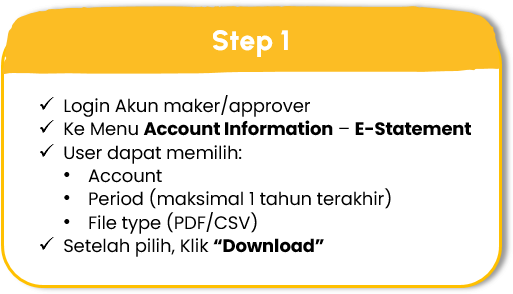 Step 1
✓ Login Akun maker/approver
✓ Ke Menu Account Information – E-Statement
✓ User dapat memilih:
• Account
• Period (maksimal 1 tahun terakhir)
• File type (PDF/CSV)
✓ Setelah pilih, Klik “Download”